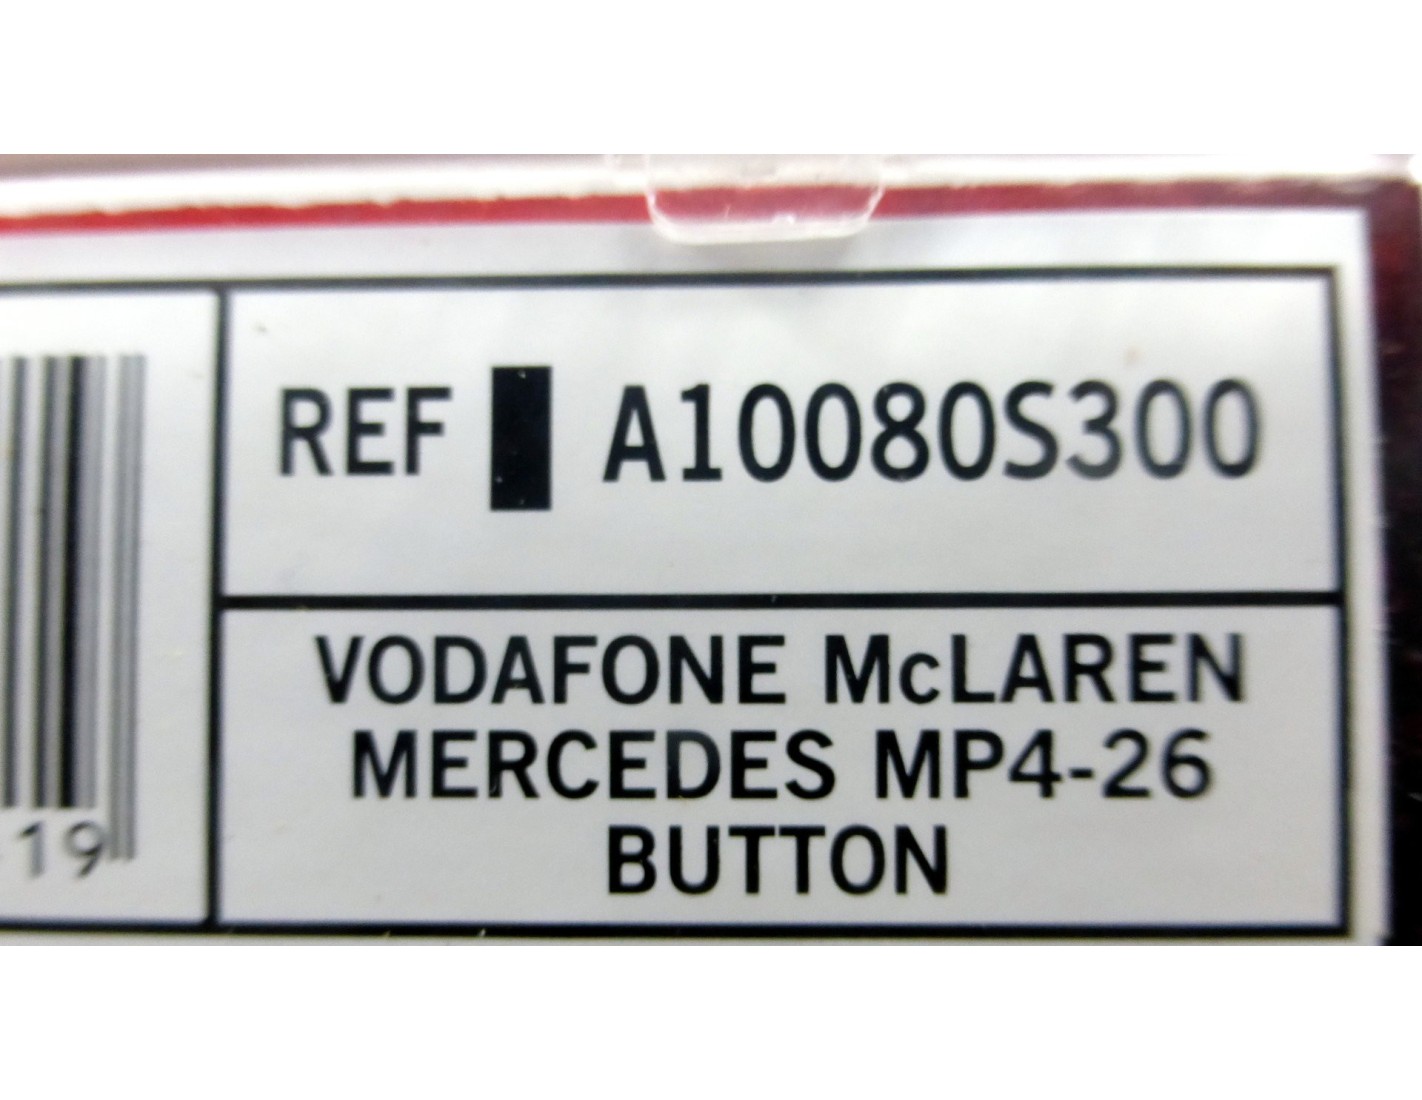 REF A10080S300
VODAFONE McLAREN
MERCEDES MP4-26
BUTTON
19